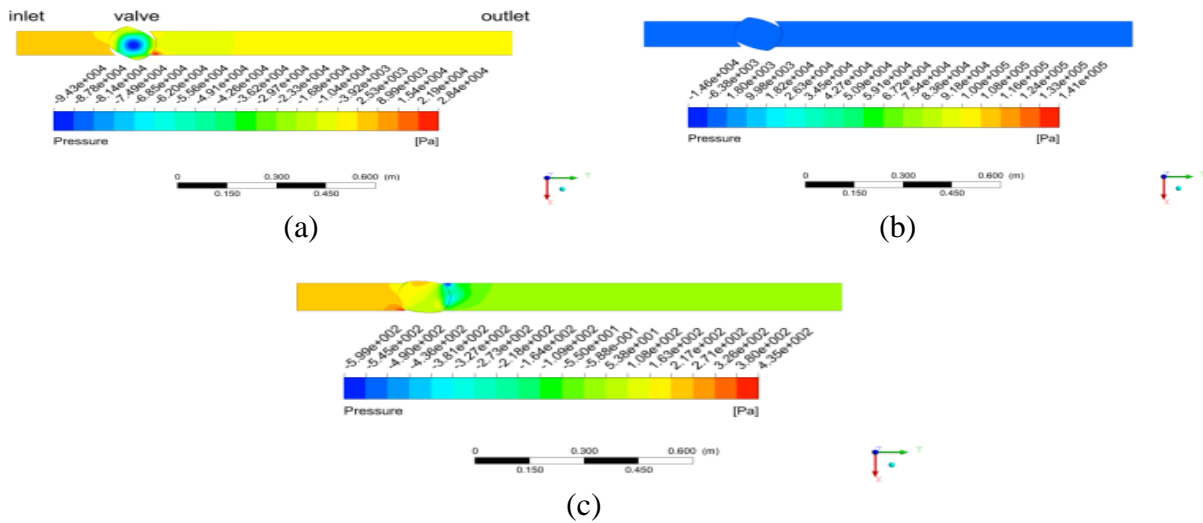 inlet valve outlet
-9.43e+004
-8.78e+004
-8.14e+004
-7.49e+004
-6.85e+004
-6.20e+004
-5.56e+004
-4.91e+004
-4.26e+004
-3.62e+004
-2.97e+004
-2.33e+004
-1.68e+004
-1.04e+004
-3.92e+003
2.53e+003
8.99e+003
1.54e+004
2.19e+004
2.84e+004
Pressure [Pa]
0 0.300 0.600 (m)
0.150 0.450
Y
X
(a)
-1.46e+004
-6.38e+003
1.80e+003
9.98e+003
1.82e+004
2.63e+004
3.45e+004
4.27e+004
5.09e+004
5.91e+004
6.72e+004
7.54e+004
8.36e+004
9.18e+004
1.00e+005
1.08e+005
1.16e+005
1.24e+005
1.33e+005
1.41e+005
Pressure [Pa]
0 0.300 0.600 (m)
0.150 0.450
Y
X
(b)
-5.99e+002
-5.45e+002
-4.90e+002
-4.36e+002
-3.81e+002
-3.27e+002
-2.73e+002
-2.18e+002
-1.64e+002
-1.09e+002
-5.50e+001
-5.88e-001
5.38e+001
1.08e+002
1.63e+002
2.17e+002
2.71e+002
3.26e+002
3.80e+002
4.35e+002
Pressure [Pa]
0 0.300 0.600 (m)
0.150 0.450
Y
X
(c)